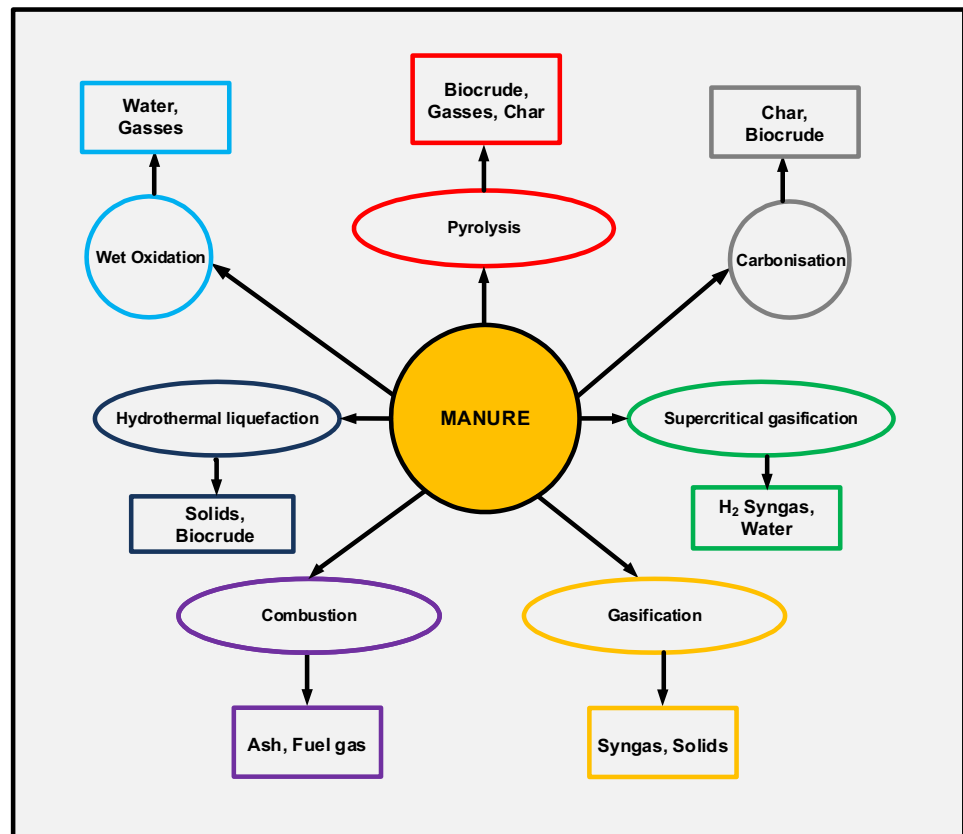 Water,
Gasses
Biocrude,
Gasses, Char
Char,
Biocrude
Wet Oxidation
Pyrolysis
Carbonisation
Hydrothermal liquefaction
MANURE
Supercritical gasification
Solids,
Biocrude
H₂ Syngas,
Water
Combustion
Gasification
Ash, Fuel gas
Syngas, Solids